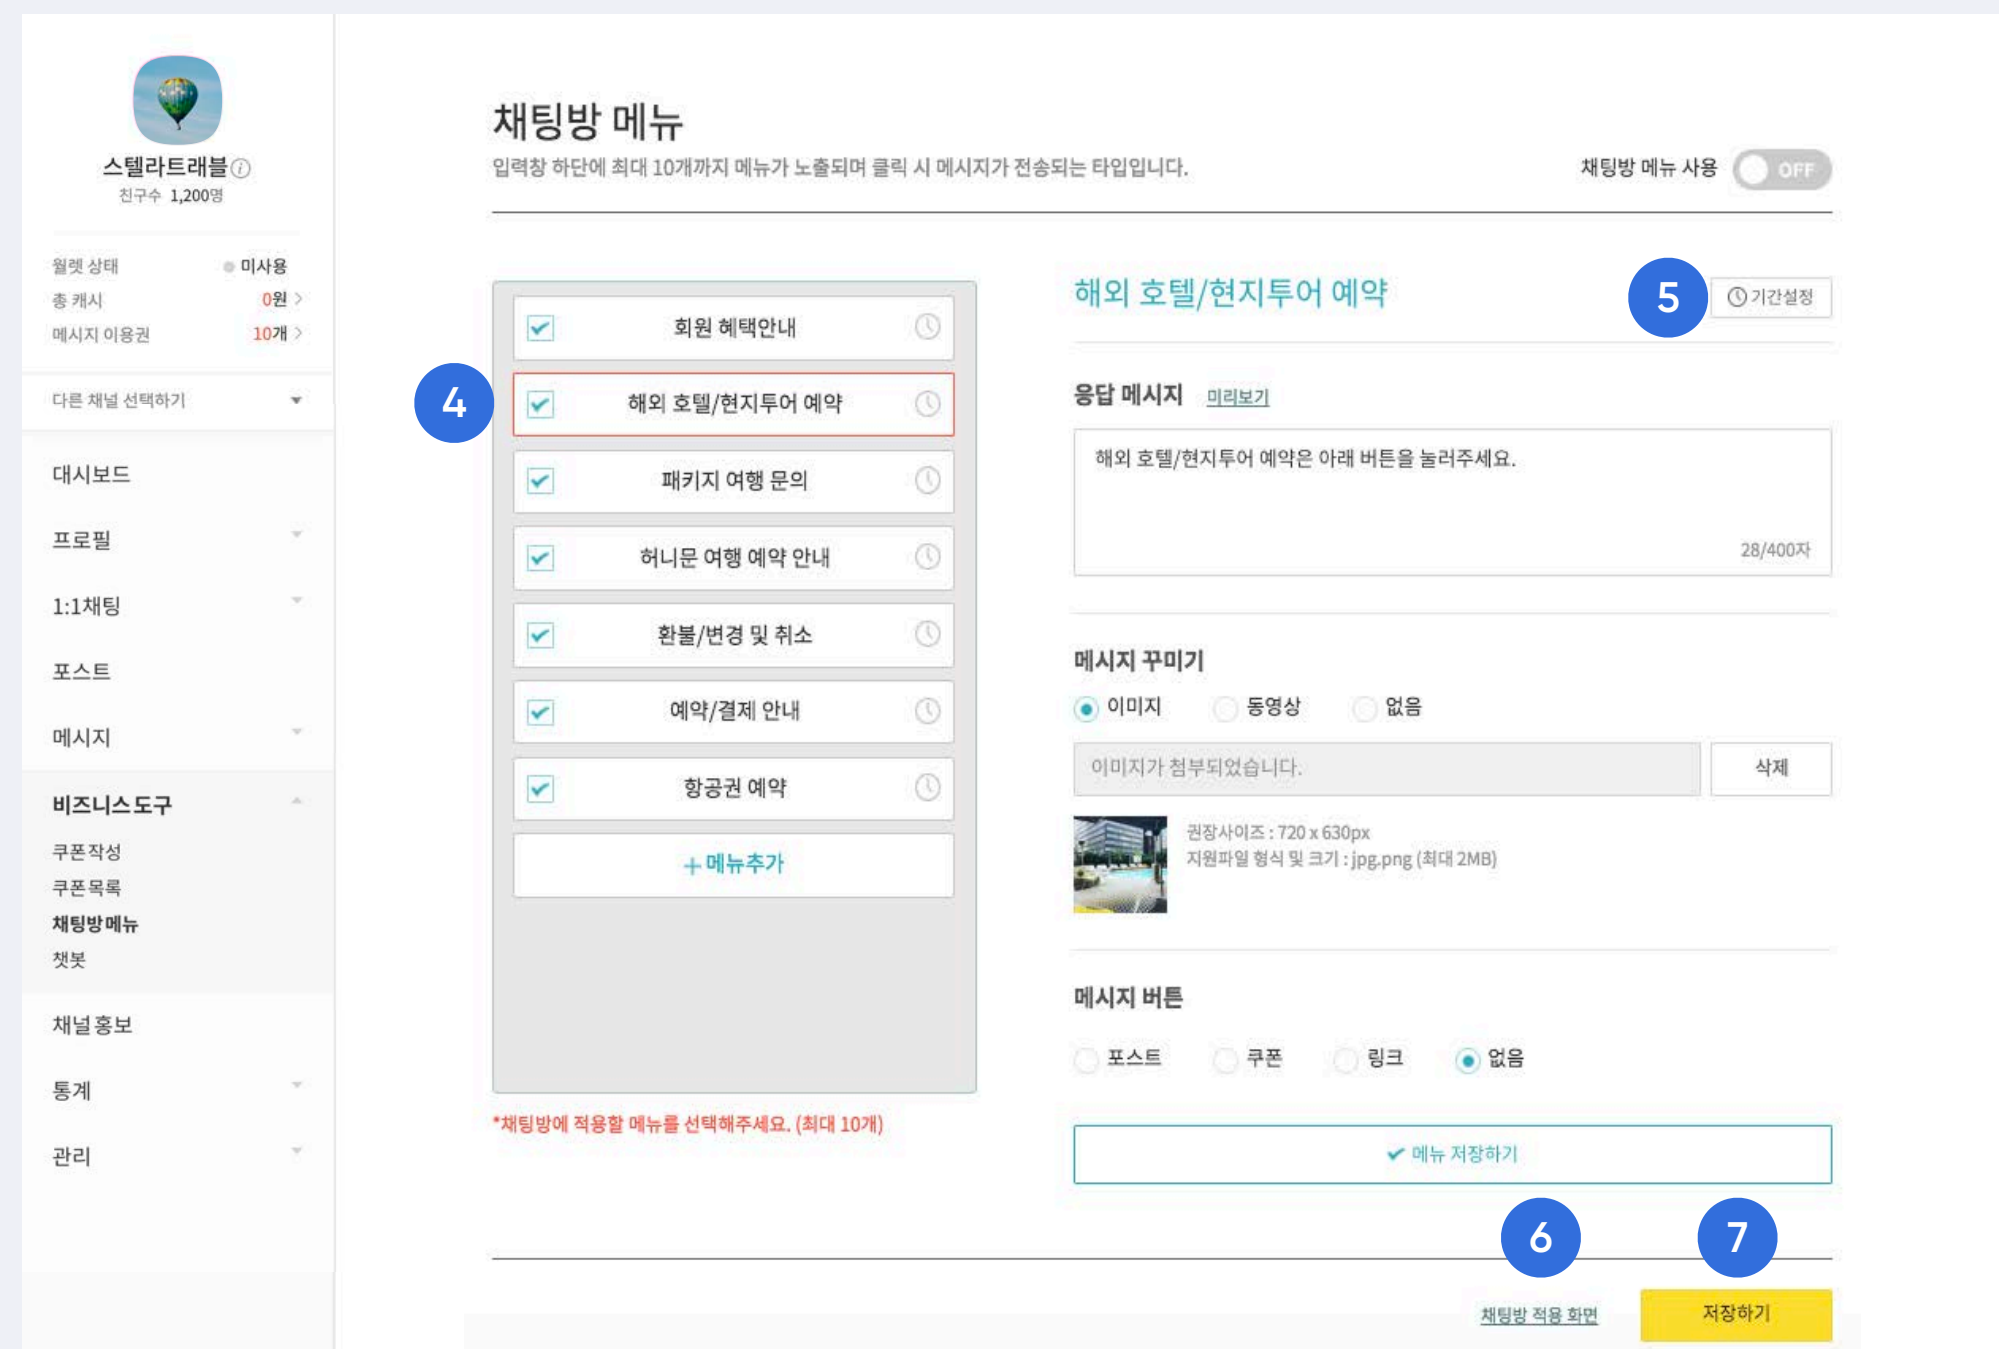 스텔라트래블
친구수 1,200명
월렛 상태 미사용
총 캐시 0원 >
메시지 이용권 10개 >
다른 채널 선택하기
대시보드
프로필
1:1채팅
포스트
메시지
비즈니스도구
쿠폰작성
쿠폰목록
채팅방메뉴
챗봇
채널홍보
통계
관리
채팅방 메뉴
입력창 하단에 최대 10개까지 메뉴가 노출되며 클릭 시 메시지가 전송되는 타입입니다.
채팅방 메뉴 사용 OFF
회원 혜택안내
4 해외 호텔/현지투어 예약
패키지 여행 문의
허니문 여행 예약 안내
환불/변경 및 취소
예약/결제 안내
항공권 예약
+ 메뉴추가
*채팅방에 적용할 메뉴를 선택해주세요. (최대 10개)
해외 호텔/현지투어 예약 5 기간설정
응답 메시지 미리보기
해외 호텔/현지투어 예약은 아래 버튼을 눌러주세요.
28/400자
메시지 꾸미기
이미지 동영상 없음
이미지가 첨부되었습니다. 삭제
권장사이즈 : 720 x 630px
지원파일 형식 및 크기 : jpg.png (최대 2MB)
메시지 버튼
포스트 쿠폰 링크 없음
메뉴 저장하기
6 7
채팅방 적용 화면 저장하기